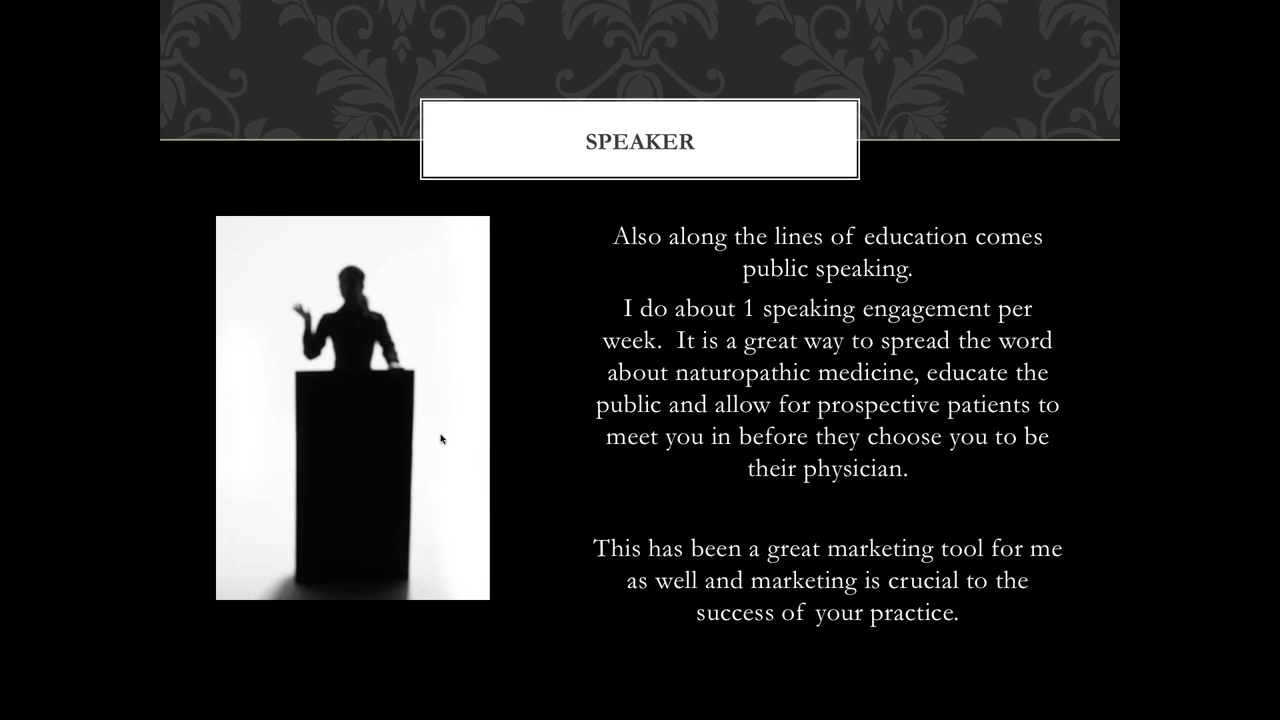 SPEAKER
Also along the lines of education comes
public speaking.
I do about 1 speaking engagement per
week. It is a great way to spread the word
about naturopathic medicine, educate the
public and allow for prospective patients to
meet you in before they choose you to be
their physician.
This has been a great marketing tool for me
as well and marketing is crucial to the
success of your practice.